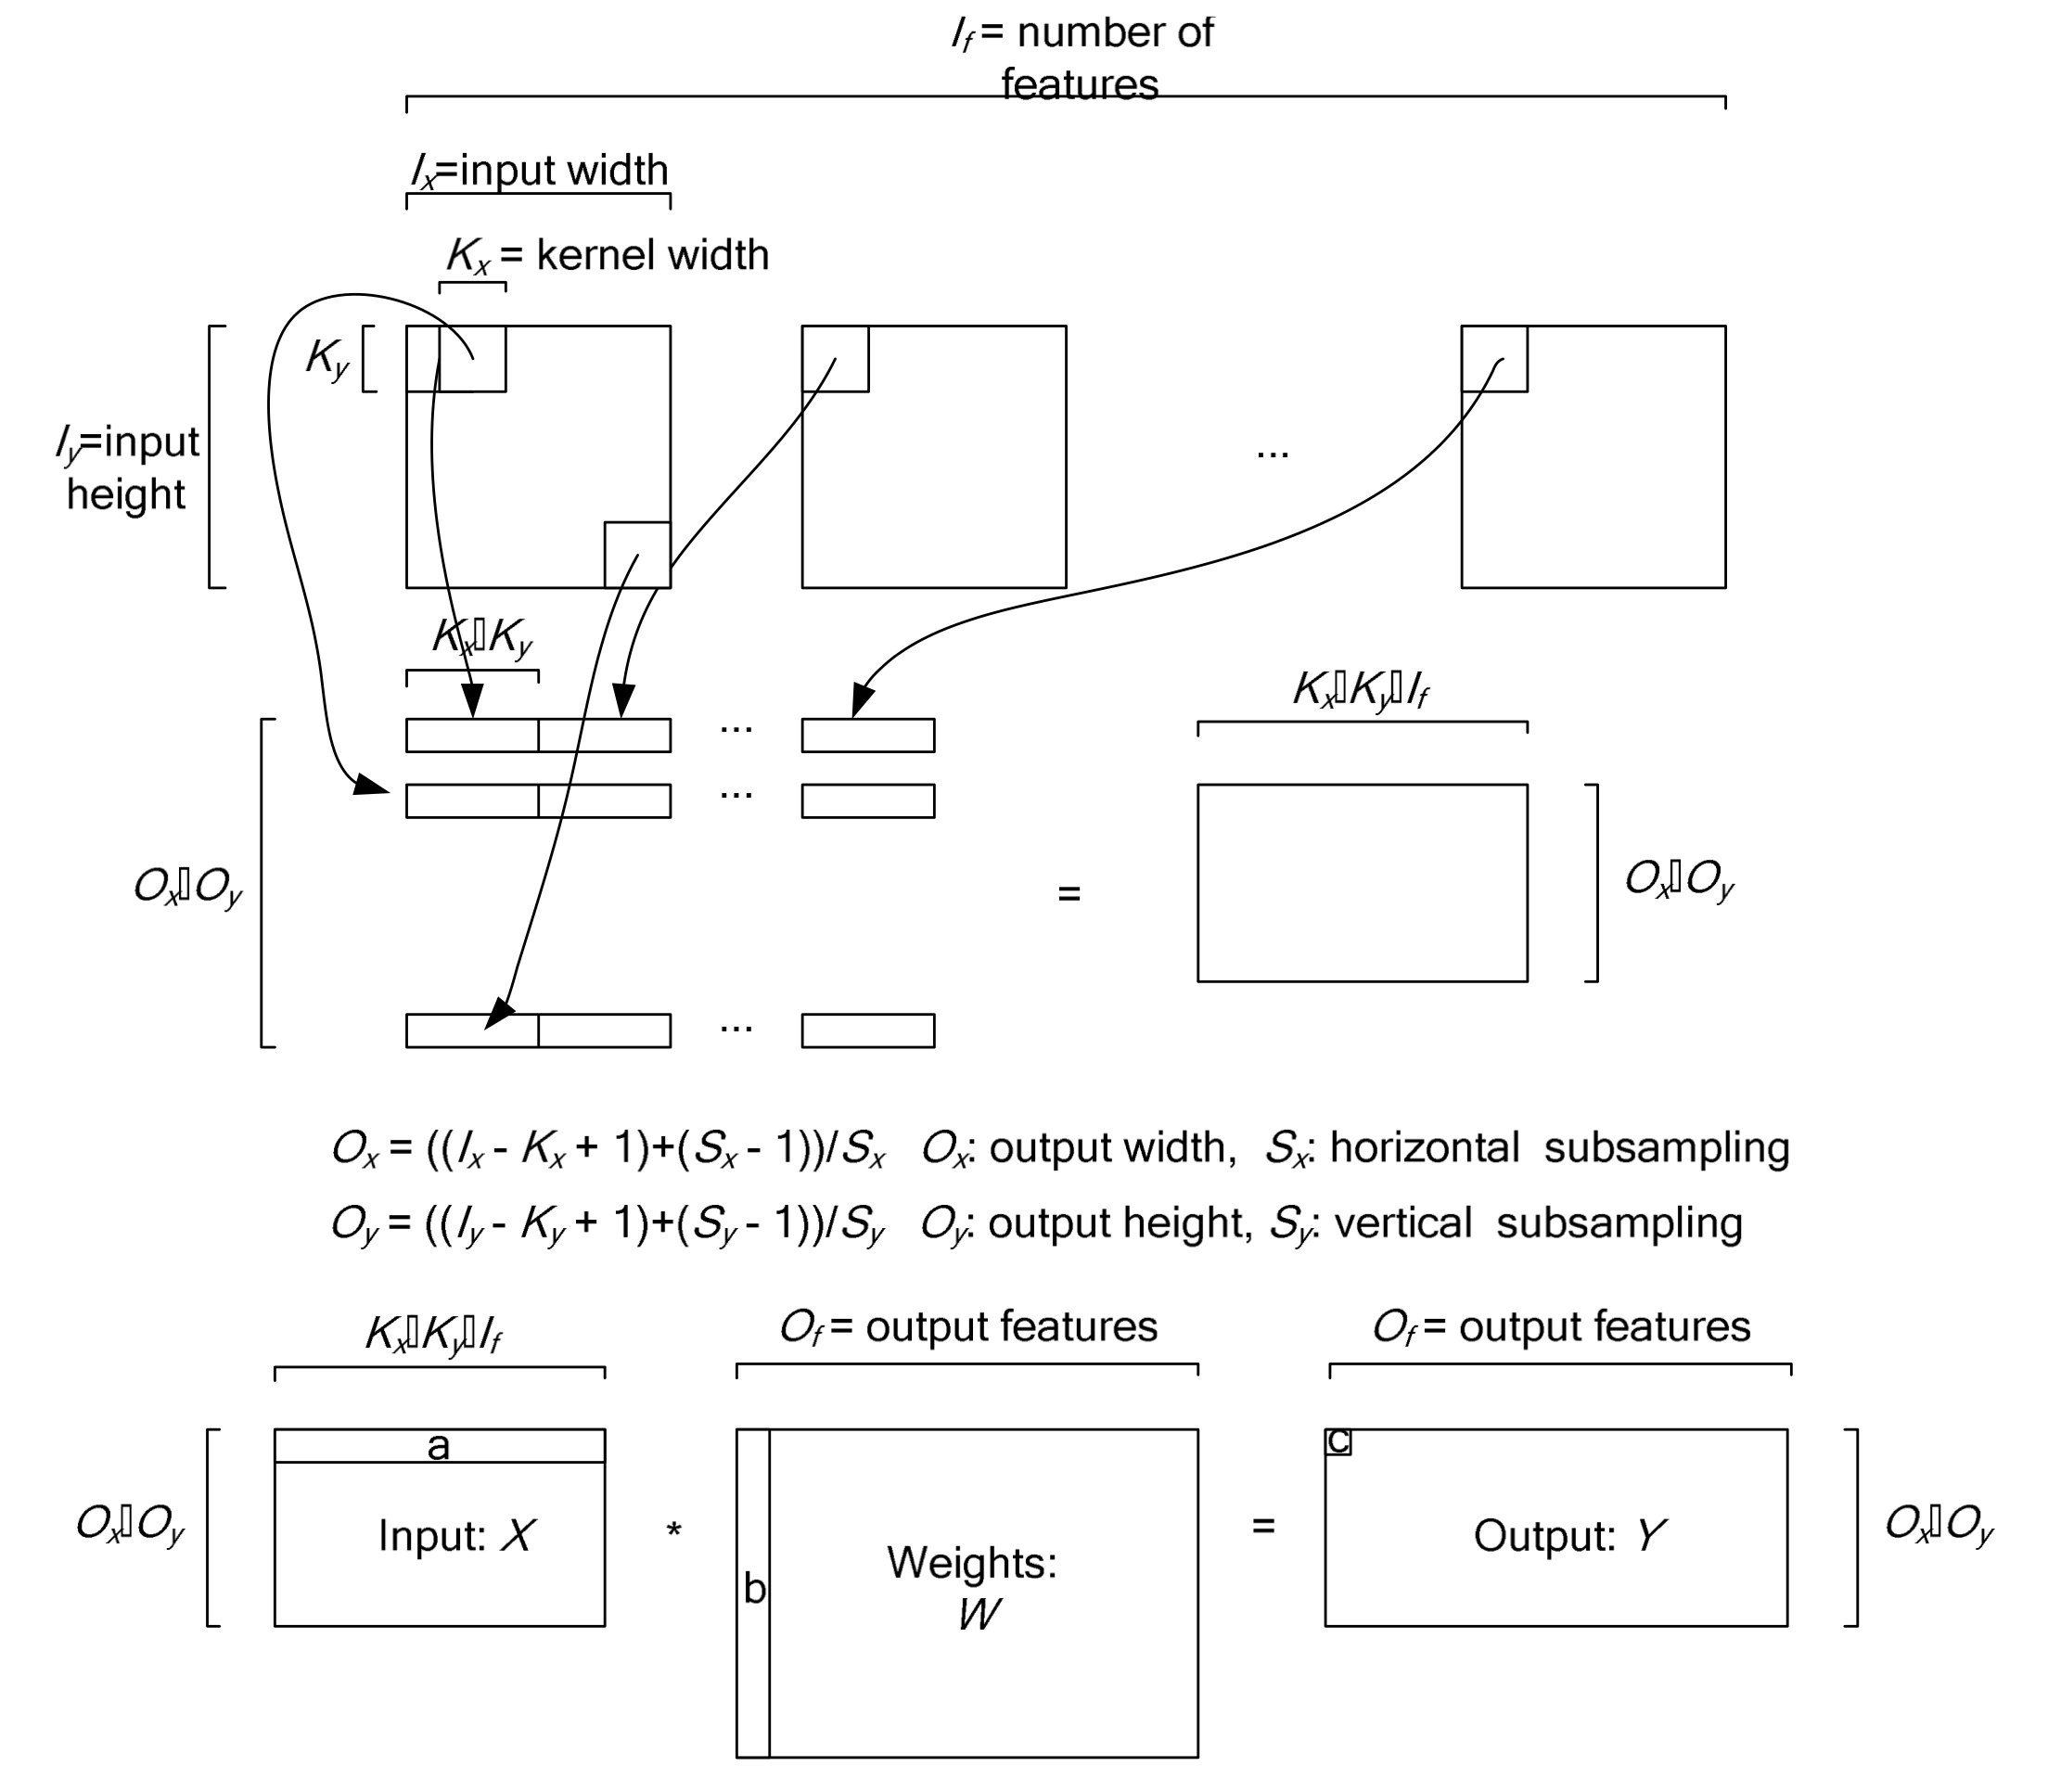 I_f = number of
features
I_x=input width
K_x = kernel width
K_y
I_y=input
height
...
K_x▯K_y
K_x▯K_y▯I_f
...
...
O_x▯O_y
=
O_x▯O_y
...
O_x = ((I_x - K_x + 1)+(S_x - 1))/S_x O_x: output width, S_x: horizontal subsampling
O_y = ((I_y - K_y + 1)+(S_y - 1))/S_y O_y: output height, S_y: vertical subsampling
K_x▯K_y▯I_f
O_f = output features
O_f = output features
a
c
O_x▯O_y
Input: X
*
b
Weights:
W
=
Output: Y
O_x▯O_y